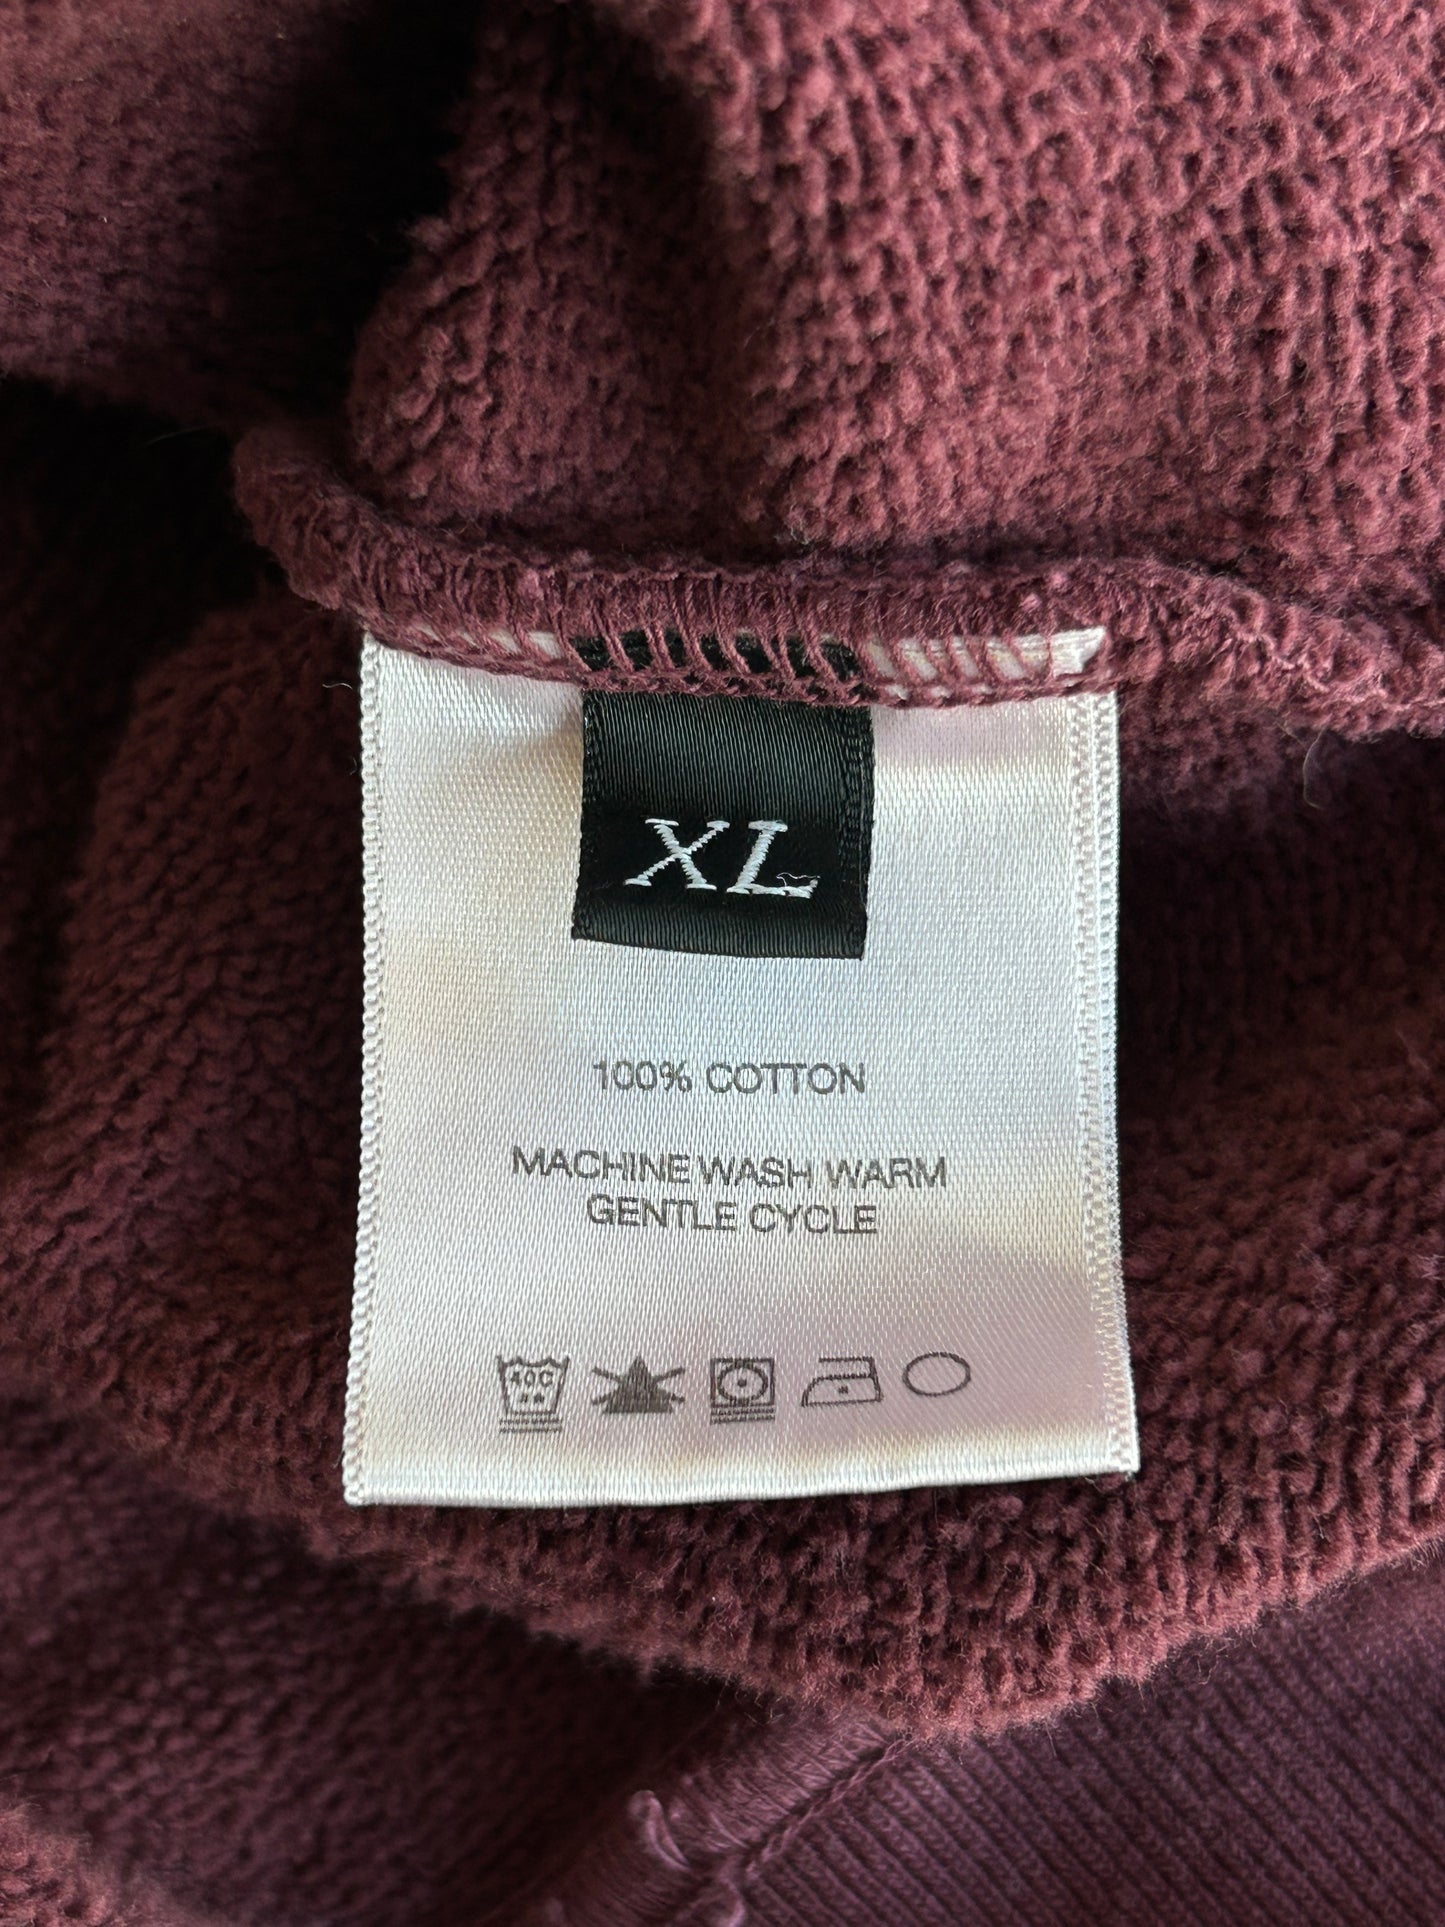 XL
100% COTTON
MACHINE WASH WARM
GENTLE CYCLE
40C